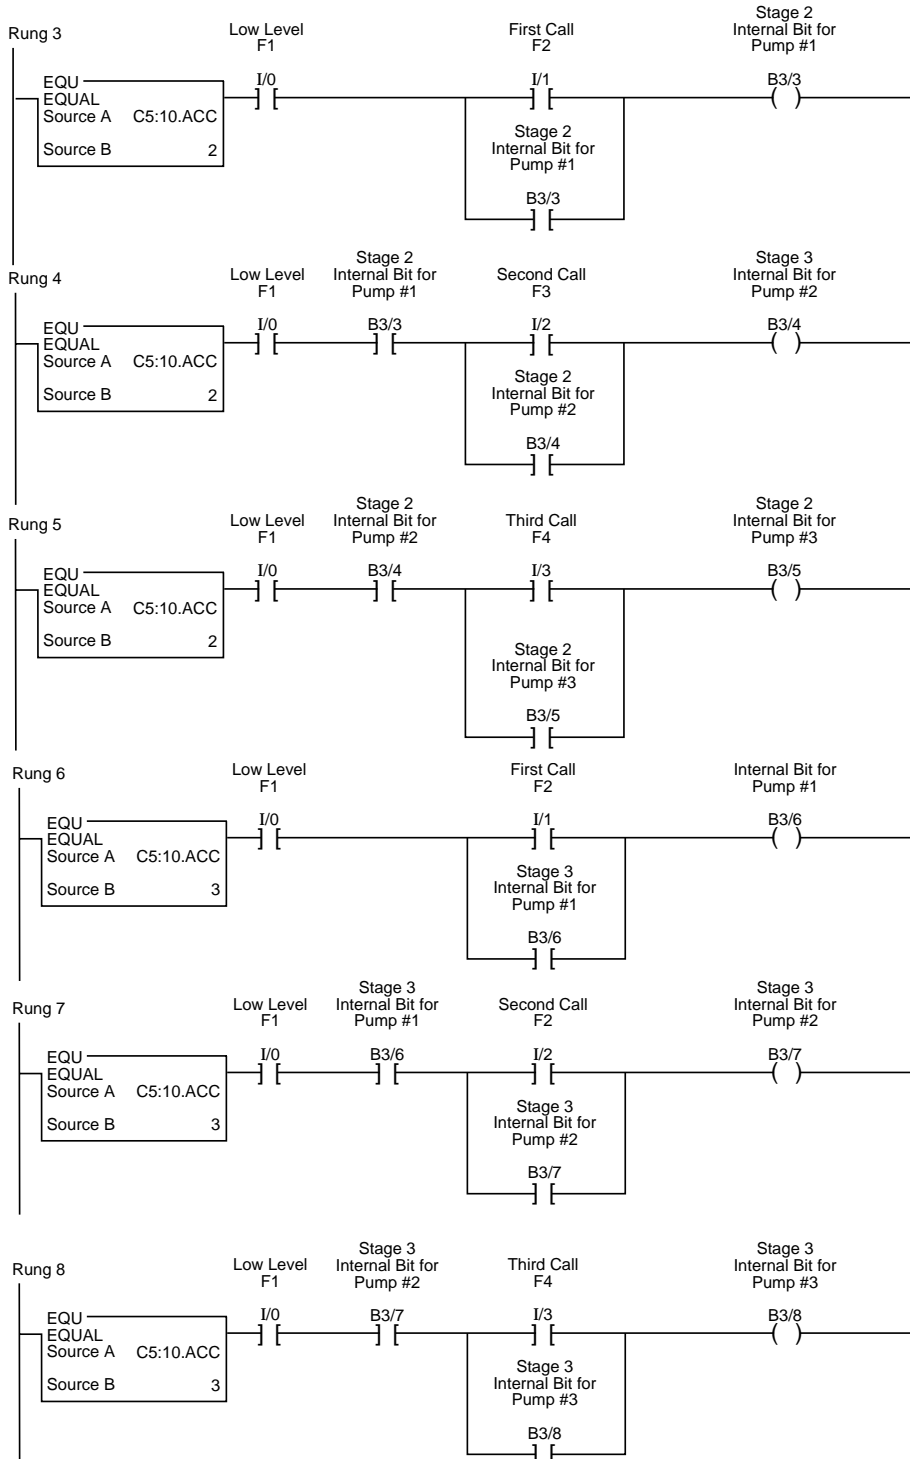 Rung 3
Low Level
F1
First Call
F2
Stage 2
Internal Bit for
Pump #1
EQU
EQUAL
Source A C5:10.ACC
Source B 2
I/0
I/1
B3/3
Stage 2
Internal Bit for
Pump #1
B3/3
Rung 4
Low Level
F1
Stage 2
Internal Bit for
Pump #1
Second Call
F3
Stage 3
Internal Bit for
Pump #2
EQU
EQUAL
Source A C5:10.ACC
Source B 2
I/0
B3/3
I/2
B3/4
Stage 2
Internal Bit for
Pump #2
B3/4
Rung 5
Low Level
F1
Stage 2
Internal Bit for
Pump #2
Third Call
F4
Stage 2
Internal Bit for
Pump #3
EQU
EQUAL
Source A C5:10.ACC
Source B 2
I/0
B3/4
I/3
B3/5
Stage 2
Internal Bit for
Pump #3
B3/5
Rung 6
Low Level
F1
First Call
F2
Internal Bit for
Pump #1
EQU
EQUAL
Source A C5:10.ACC
Source B 3
I/0
I/1
B3/6
Stage 3
Internal Bit for
Pump #1
B3/6
Rung 7
Low Level
F1
Stage 3
Internal Bit for
Pump #1
Second Call
F2
Stage 3
Internal Bit for
Pump #2
EQU
EQUAL
Source A C5:10.ACC
Source B 3
I/0
B3/6
I/2
B3/7
Stage 3
Internal Bit for
Pump #2
B3/7
Rung 8
Low Level
F1
Stage 3
Internal Bit for
Pump #2
Third Call
F4
Stage 3
Internal Bit for
Pump #3
EQU
EQUAL
Source A C5:10.ACC
Source B 3
I/0
B3/7
I/3
B3/8
Stage 3
Internal Bit for
Pump #3
B3/8